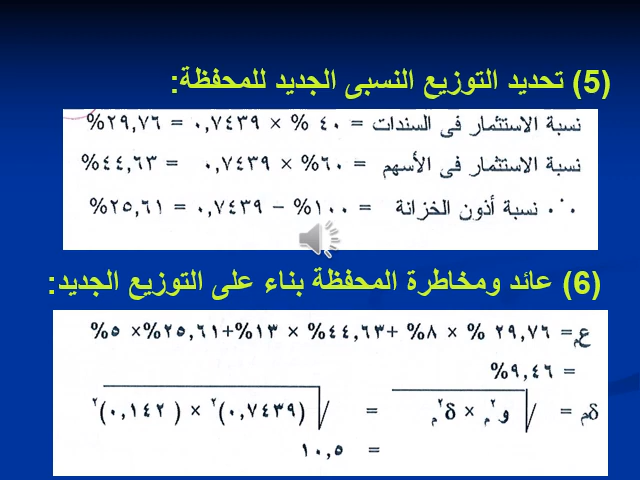 (5) تحديد التوزيع النسبى الجديد للمحفظة:
نسبة الاستثمار فى السندات = ٤٠ % × ٠,٧٤٣٩ = ٢٩,٧٦%
نسبة الاستثمار فى الأسهم = ٦٠% × ٠,٧٤٣٩ = ٤٤,٦٣%
∴ نسبة أذون الخزانة = ١٠٠% − ٠,٧٤٣٩ = ٢٥,٦١%
(6) عائد ومخاطرة المحفظة بناء على التوزيع الجديد:
عم = ٢٩,٧٦ % × ٨% + ٤٤,٦٣% × ١٣% + ٢٥,٦١% × ٥%
= ٩,٤٦%
δم = √ و٢م × δ٢م = √ (٠,٧٤٣٩)٢ × (٠,١٤٢)٢
= ١٠,٥